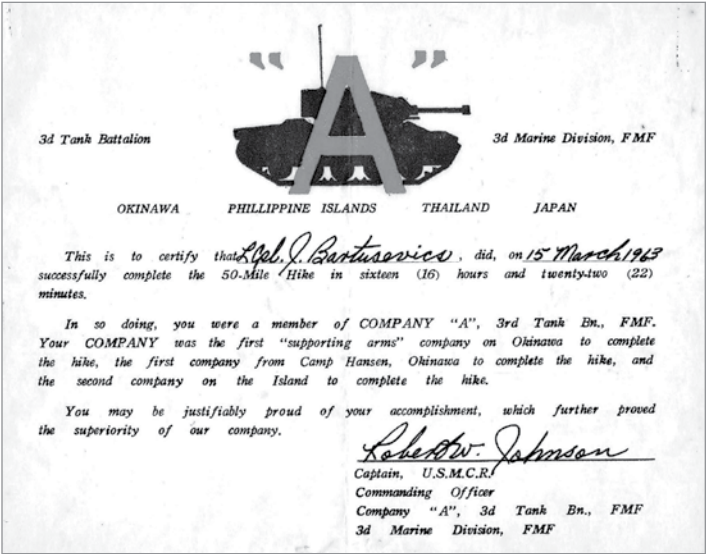 "A"
3d Tank Battalion
3d Marine Division, FMF
OKINAWA PHILLIPPINE ISLANDS THAILAND JAPAN
This is to certify that LCpl. J. Bartusevics, did, on 15 March 1963
successfully complete the 50-Mile Hike in sixteen (16) hours and twenty-two (22)
minutes.
In so doing, you were a member of COMPANY "A", 3rd Tank Bn., FMF.
Your COMPANY was the first "supporting arms" company on Okinawa to complete
the hike, the first company from Camp Hansen, Okinawa to complete the hike, and
the second company on the Island to complete the hike.
You may be justifiably proud of your accomplishment, which further proved
the superiority of our company.
Robert W. Johnson
Captain, U.S.M.C.R.
Commanding Officer
Company "A", 3d Tank Bn., FMF
3d Marine Division, FMF